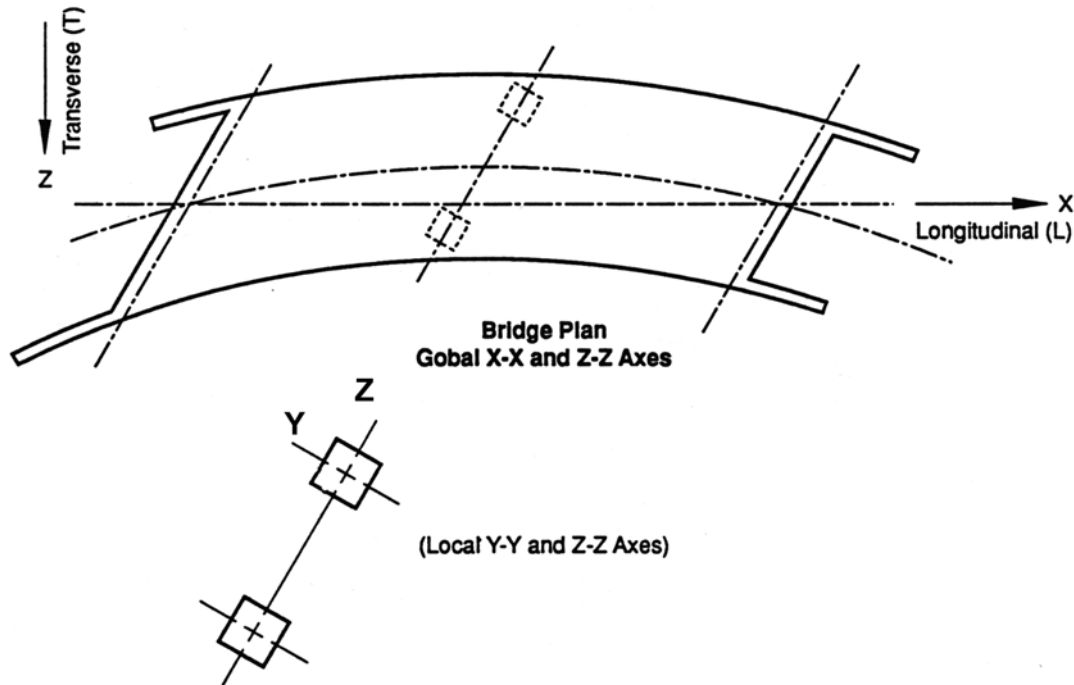 Transverse (T)
Z
X
Longitudinal (L)
Bridge Plan
Gobal X-X and Z-Z Axes
Z
Y
(Local Y-Y and Z-Z Axes)